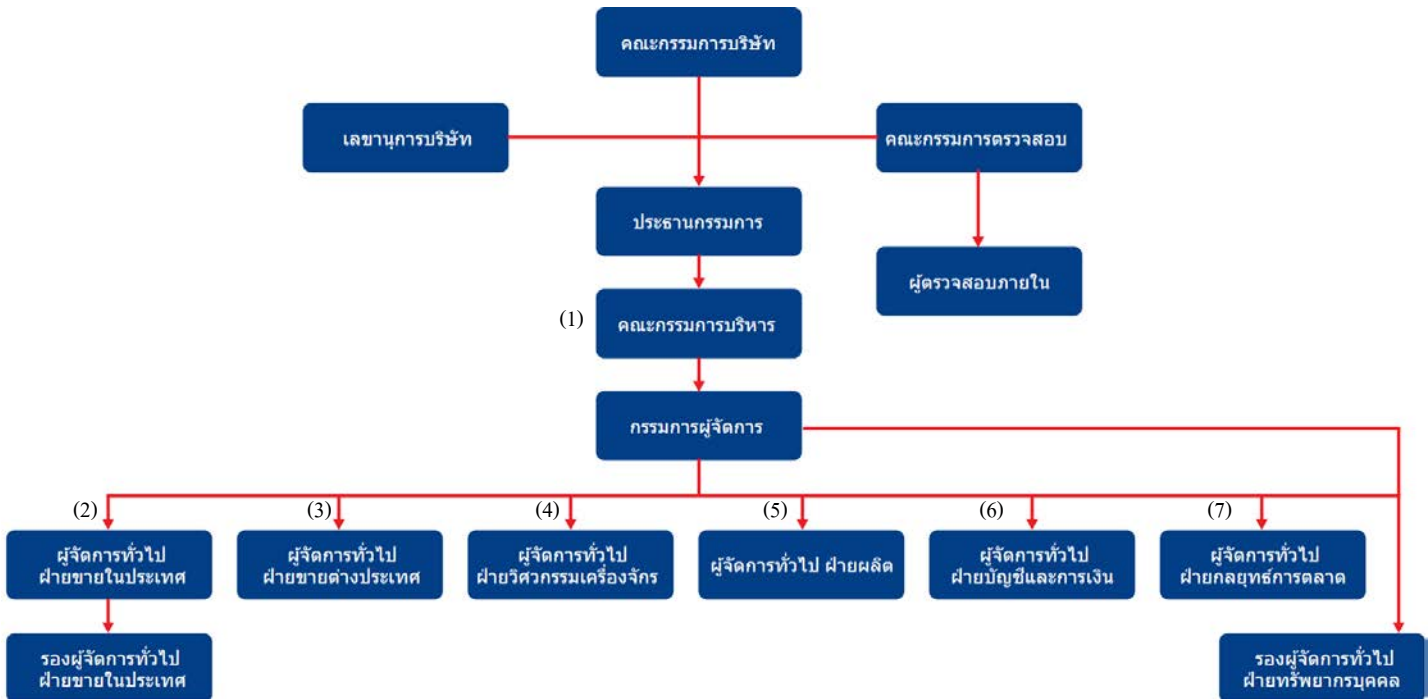 คณะกรรมการบริษัท
เลขานุการบริษัท
คณะกรรมการตรวจสอบ
ประธานกรรมการ
ผู้ตรวจสอบภายใน
(1)
คณะกรรมการบริหาร
กรรมการผู้จัดการ
(2)
(3)
(4)
(5)
(6)
(7)
ผู้จัดการทั่วไป
ฝ่ายขายในประเทศ
ผู้จัดการทั่วไป
ฝ่ายขายต่างประเทศ
ผู้จัดการทั่วไป
ฝ่ายวิศวกรรมเครื่องจักร
ผู้จัดการทั่วไป ฝ่ายผลิต
ผู้จัดการทั่วไป
ฝ่ายบัญชีและการเงิน
ผู้จัดการทั่วไป
ฝ่ายกลยุทธ์การตลาด
รองผู้จัดการทั่วไป
ฝ่ายขายในประเทศ
รองผู้จัดการทั่วไป
ฝ่ายทรัพยากรบุคคล